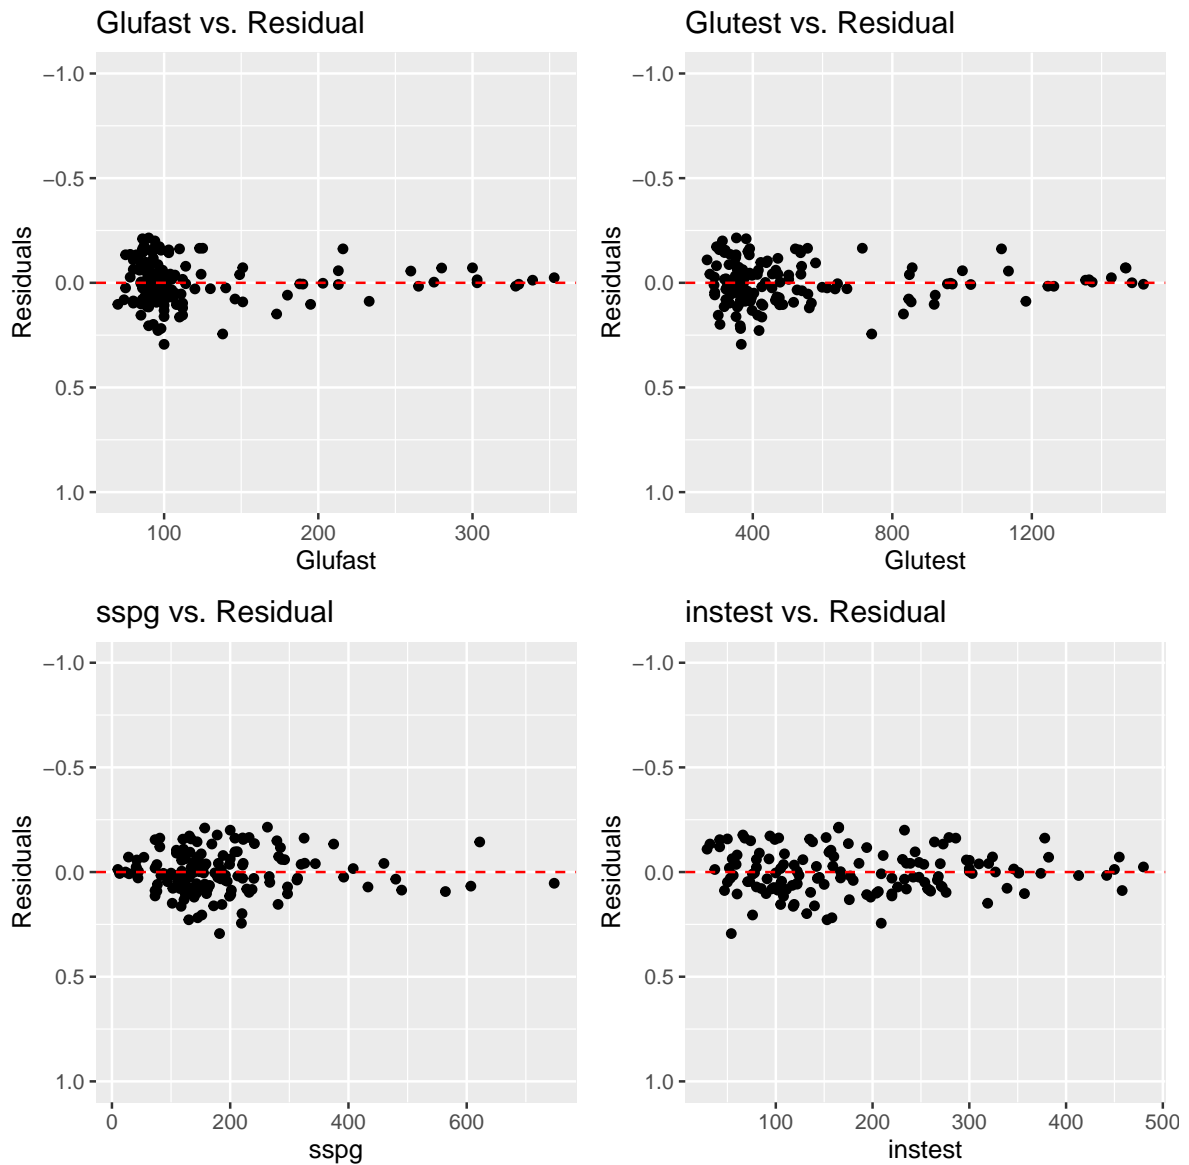 Glufast vs. Residual
−1.0
−0.5
0.0
0.5
1.0
Residuals
100 200 300
Glufast
Glutest vs. Residual
−1.0
−0.5
0.0
0.5
1.0
Residuals
400 800 1200
Glutest
sspg vs. Residual
−1.0
−0.5
0.0
0.5
1.0
Residuals
0 200 400 600
sspg
instest vs. Residual
−1.0
−0.5
0.0
0.5
1.0
Residuals
100 200 300 400 500
instest